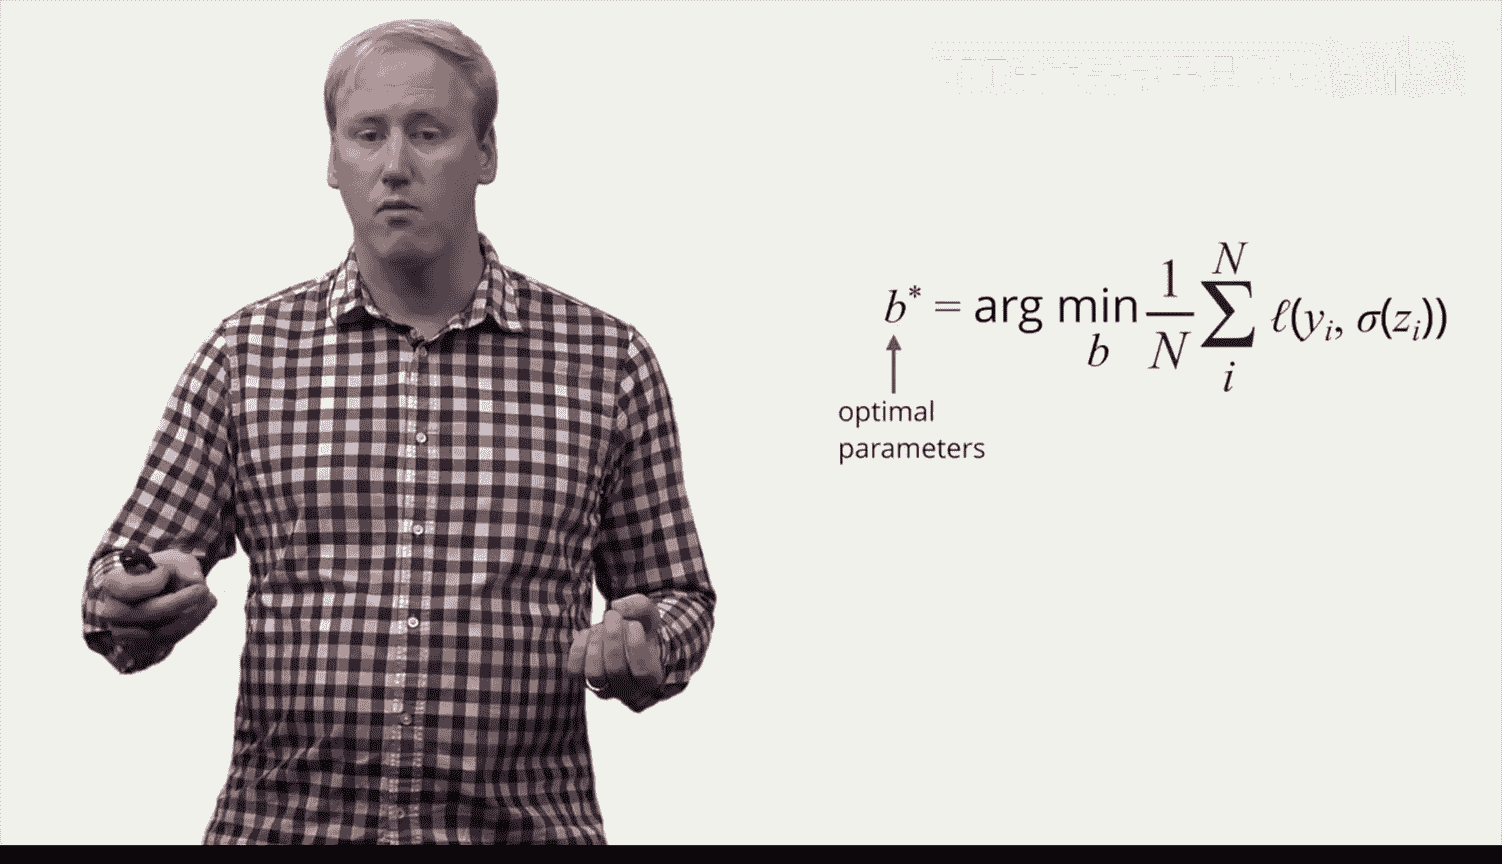 b* = arg min_b 1/N ∑_i^N ℓ(y_i, σ(z_i))
optimal
parameters